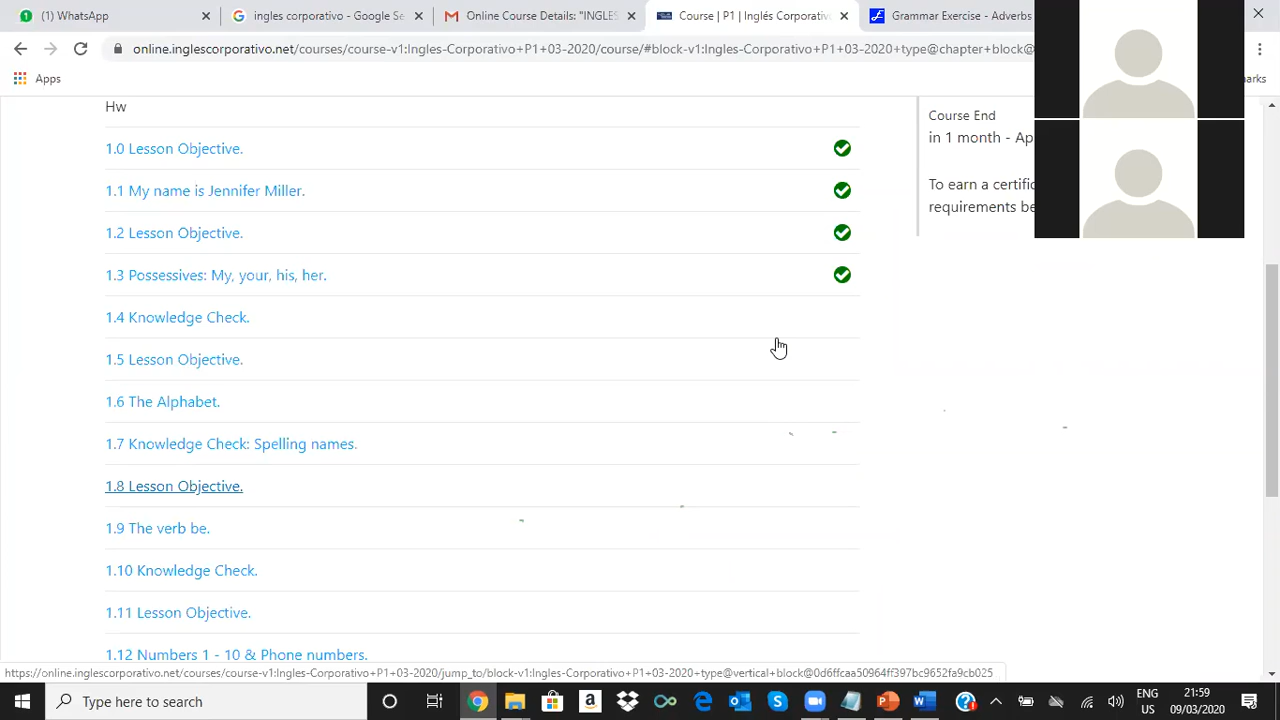 (1) WhatsApp
ingles corporativo - Google S
Online Course Details: "INGLES
Course | P1 | Inglés Corporativ
Grammar Exercise - Adverbs
online.inglescorporativo.net/courses/course-v1:Ingles-Corporativo+P1+03-2020/course/#block-v1:Ingles-Corporativo+P1+03-2020+type@chapter+block@
Apps
rks
Hw
1.0 Lesson Objective.
1.1 My name is Jennifer Miller.
1.2 Lesson Objective.
1.3 Possessives: My, your, his, her.
1.4 Knowledge Check.
1.5 Lesson Objective.
1.6 The Alphabet.
1.7 Knowledge Check: Spelling names.
1.8 Lesson Objective.
1.9 The verb be.
1.10 Knowledge Check.
1.11 Lesson Objective.
1.12 Numbers 1 - 10 & Phone numbers.
Course End
in 1 month - Ap
To earn a certific
requirements be
https://online.inglescorporativo.net/courses/course-v1:Ingles-Corporativo+P1+03-2020/jump_to/block-v1:Ingles-Corporativo+P1+03-2020+type@vertical+block@0d6ffcaa50964ff397bc9652fa9cb025
Type here to search
ENG
US
21:59
09/03/2020